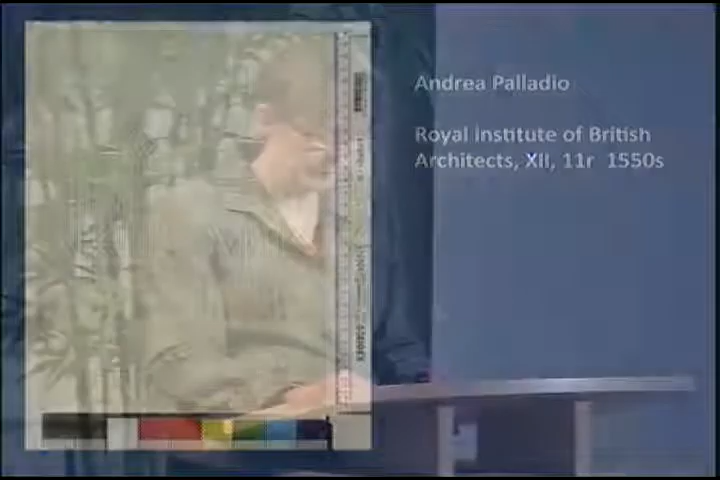 Andrea Palladio
Royal institute of British
Architects, XII, 11r 1550s